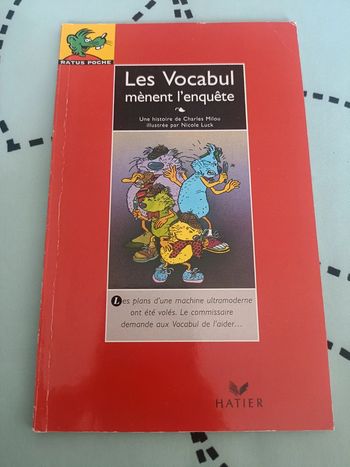 RATUS POCHE
Les Vocabul
mènent l'enquête
Une histoire de Charles Milou
illustrée par Nicole Luck
Les plans d'une machine ultramoderne
ont été volés. Le commissaire
demande aux Vocabul de l'aider...
HATIER